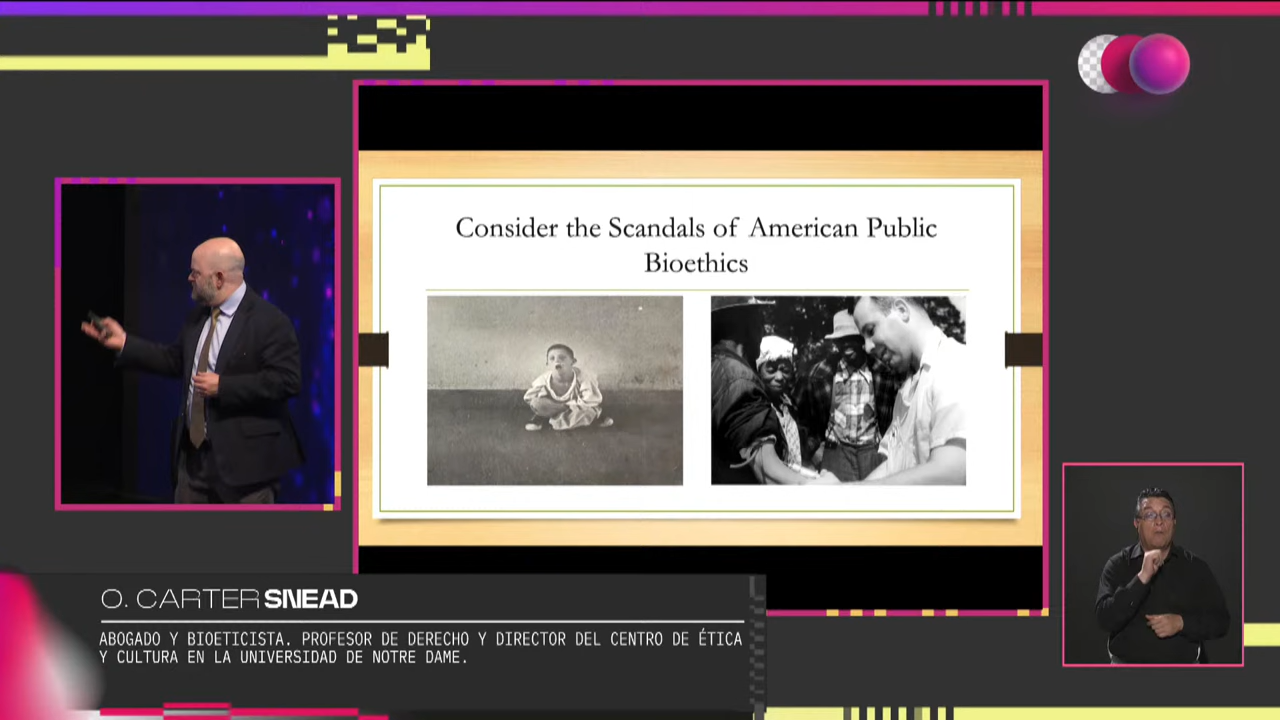 Consider the Scandals of American Public
Bioethics
O. CARTER SNEAD
ABOGADO Y BIOETICISTA. PROFESOR DE DERECHO Y DIRECTOR DEL CENTRO DE ÉTICA
Y CULTURA EN LA UNIVERSIDAD DE NOTRE DAME.